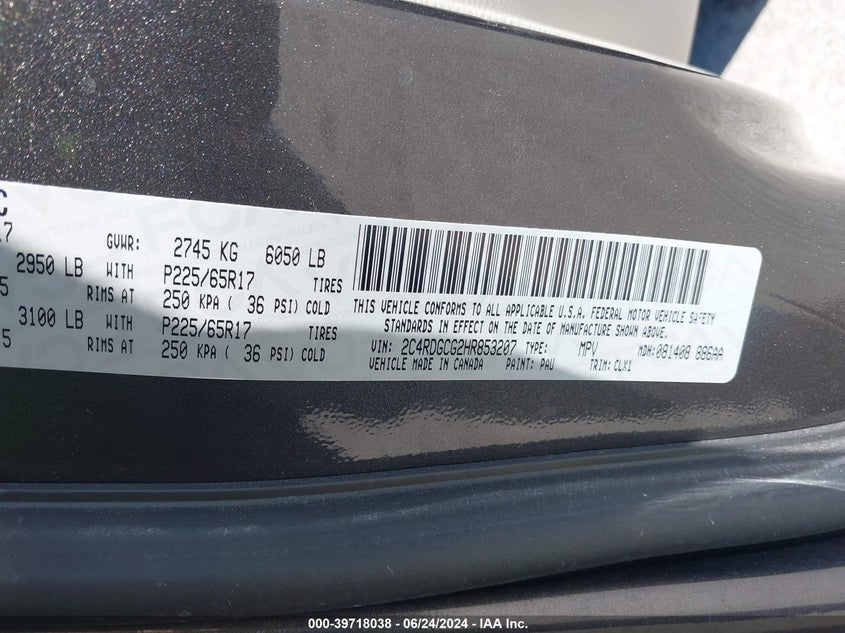 C
7
GVWR: 2745 KG 6050 LB
2950 LB WITH P225/65R17 TIRES
5 RIMS AT 250 KPA ( 36 PSI) COLD
3100 LB WITH P225/65R17 TIRES
5 RIMS AT 250 KPA ( 36 PSI) COLD
THIS VEHICLE CONFORMS TO ALL APPLICABLE U.S.A. FEDERAL MOTOR VEHICLE SAFETY
STANDARDS IN EFFECT ON THE DATE OF MANUFACTURE SHOWN ABOVE.
VIN: 2C4RDGCG2HR853207 TYPE: MPV MDH: 081408 886AA
VEHICLE MADE IN CANADA PAINT: PAU TRIM: CLX1
000-39718038 - 06/24/2024 - IAA Inc.